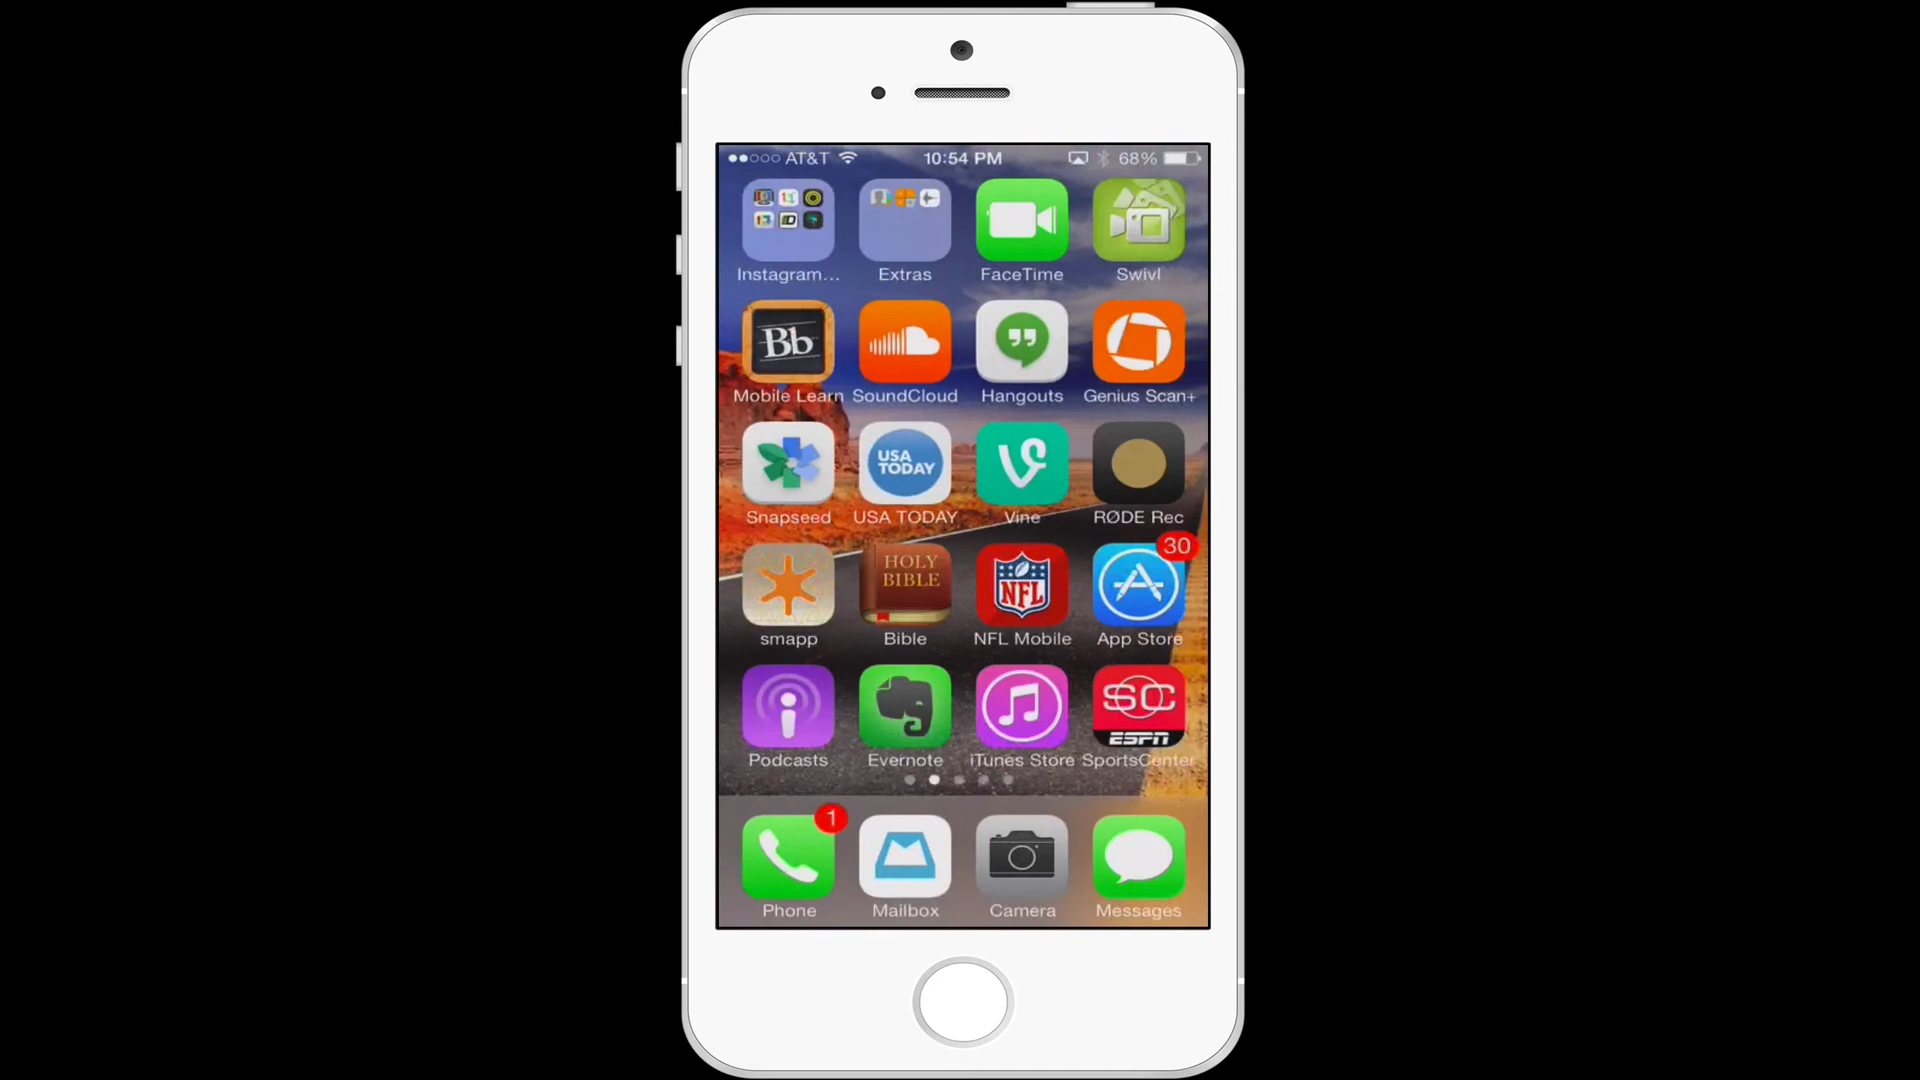 AT&T 10:54 PM 68%
Instagram... Extras FaceTime Swivl
Bb
Mobile Learn SoundCloud Hangouts Genius Scan+
USA
TODAY
Snapseed USA TODAY Vine RØDE Rec
30
HOLY
BIBLE
NFL
smapp Bible NFL Mobile App Store
SC
ESPN
Podcasts Evernote iTunes Store SportsCenter
1
Phone Mailbox Camera Messages